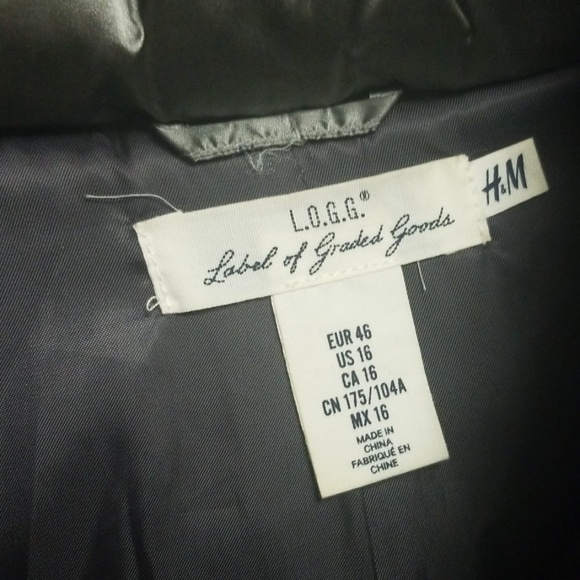 L.O.G.G.®
Label of Graded Goods
H&M
EUR 46
US 16
CA 16
CN 175/104A
MX 16
MADE IN
CHINA
FABRIQUÉ EN
CHINE